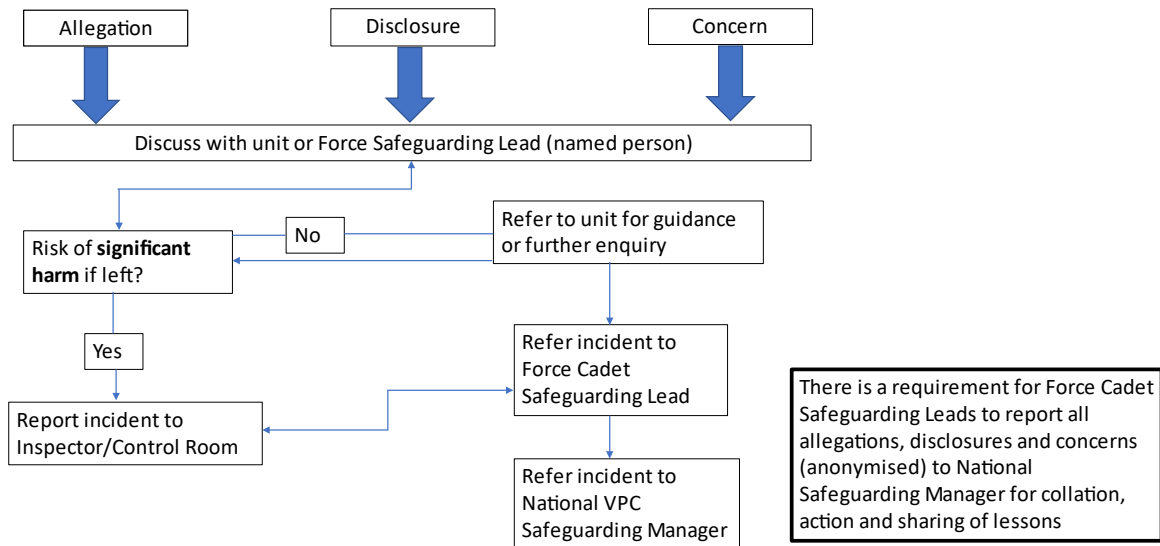 Allegation
Disclosure
Concern
Discuss with unit or Force Safeguarding Lead (named person)
Risk of significant
harm if left?
No
Refer to unit for guidance
or further enquiry
Yes
Refer incident to
Force Cadet
Safeguarding Lead
Report incident to
Inspector/Control Room
Refer incident to
National VPC
Safeguarding Manager
There is a requirement for Force Cadet
Safeguarding Leads to report all
allegations, disclosures and concerns
(anonymised) to National
Safeguarding Manager for collation,
action and sharing of lessons